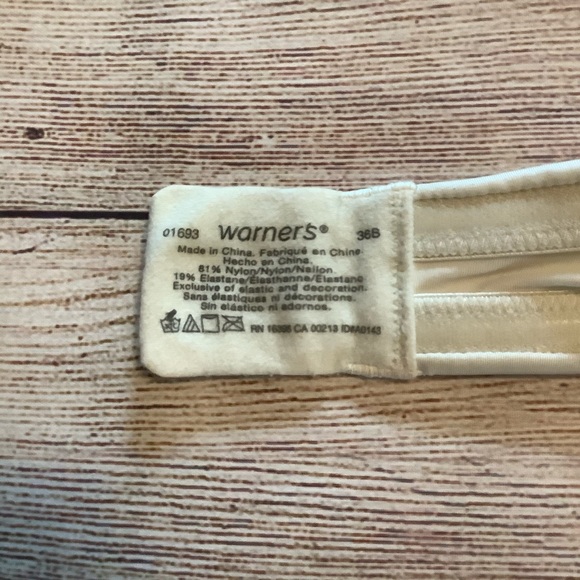 01693 warner's® 36B
Made in China. Fabriqué en Chine
Hecho en China.
81% Nylon/Nylon/Nailon
19% Elastane/Elasthanne/Elastano
Exclusive of elastic and decoration.
Sans élastiques ni décorations.
Sin elástico ni adornos.
RN CA 00213